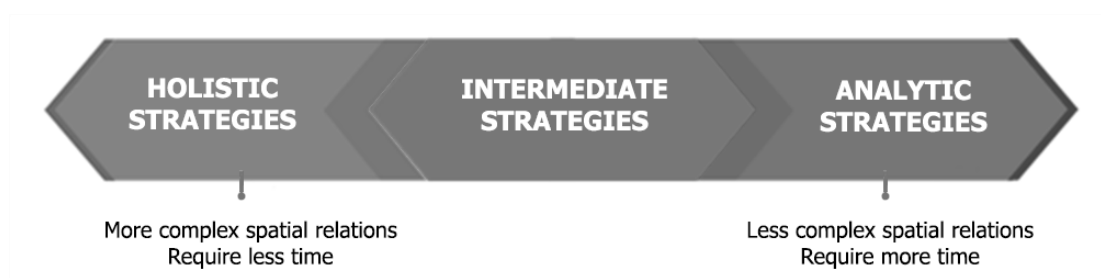 HOLISTIC
STRATEGIES
INTERMEDIATE
STRATEGIES
ANALYTIC
STRATEGIES
More complex spatial relations
Require less time
Less complex spatial relations
Require more time